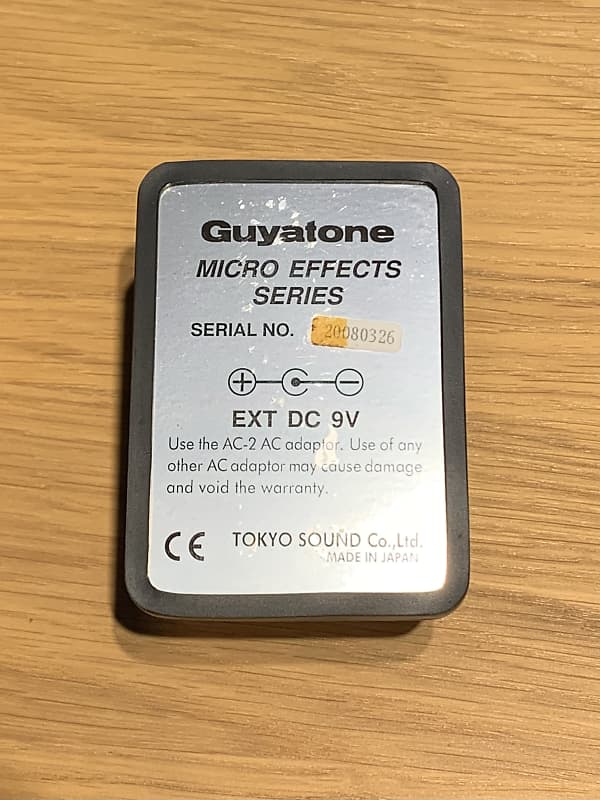 Guyatone
MICRO EFFECTS
SERIES
SERIAL NO. 20080326
+ −
EXT DC 9V
Use the AC-2 AC adaptor. Use of any
other AC adaptor may cause damage
and void the warranty.
CE TOKYO SOUND Co.,Ltd.
MADE IN JAPAN